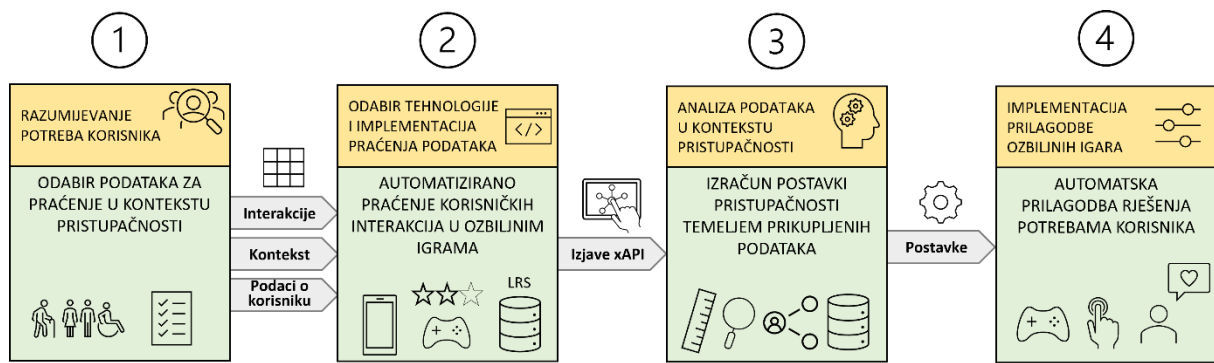 1
RAZUMIJEVANJE
POTREBA KORISNIKA
ODABIR PODATAKA ZA
PRAĆENJE U KONTEKSTU
PRISTUPAČNOSTI
Interakcije
Kontekst
Podaci o
korisniku
2
ODABIR TEHNOLOGIJE
I IMPLEMENTACIJA
PRAĆENJA PODATAKA
AUTOMATIZIRANO
PRAĆENJE KORISNIČKIH
INTERAKCIJA U OZBILJNIM
IGRAMA
LRS
Izjave xAPI
3
ANALIZA PODATAKA
U KONTEKSTU
PRISTUPAČNOSTI
IZRAČUN POSTAVKI
PRISTUPAČNOSTI
TEMELJEM PRIKUPLJENIH
PODATAKA
Postavke
4
IMPLEMENTACIJA
PRILAGODBE
OZBILJNIH IGARA
AUTOMATSKA
PRILAGODBA RJEŠENJA
POTREBAMA KORISNIKA